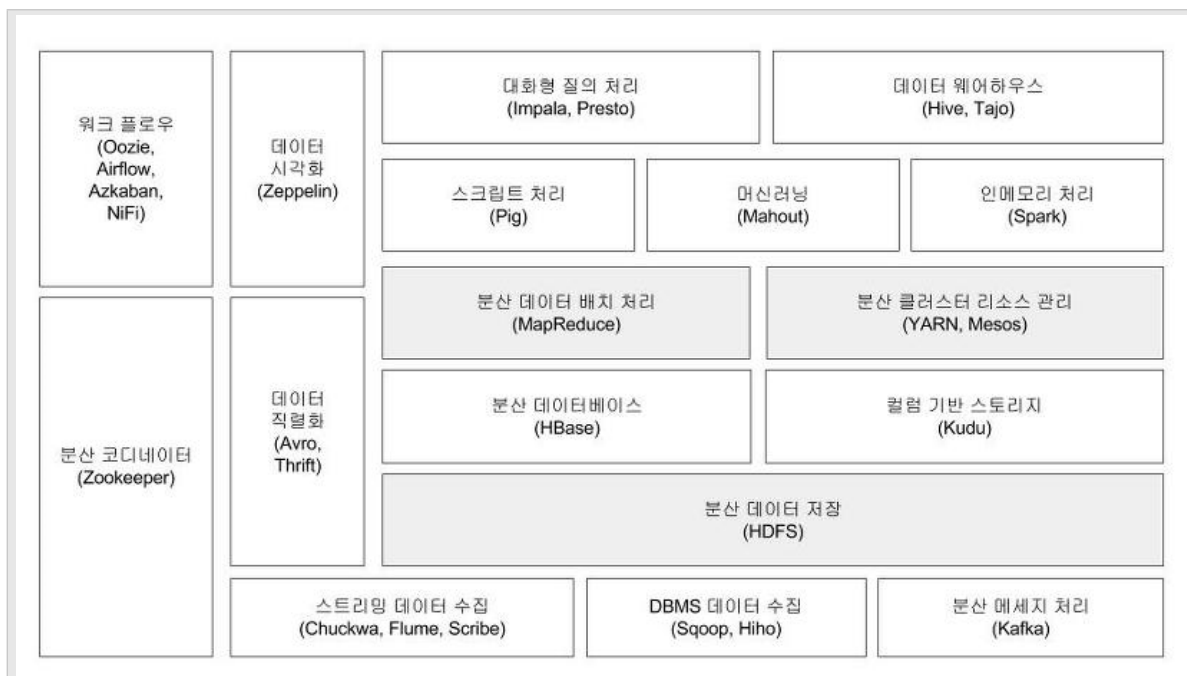 워크 플로우
(Oozie,
Airflow,
Azkaban,
NiFi)
데이터
시각화
(Zeppelin)
대화형 질의 처리
(Impala, Presto)
데이터 웨어하우스
(Hive, Tajo)
스크립트 처리
(Pig)
머신러닝
(Mahout)
인메모리 처리
(Spark)
분산 코디네이터
(Zookeeper)
데이터
직렬화
(Avro,
Thrift)
분산 데이터 배치 처리
(MapReduce)
분산 클러스터 리소스 관리
(YARN, Mesos)
분산 데이터베이스
(HBase)
컬럼 기반 스토리지
(Kudu)
분산 데이터 저장
(HDFS)
스트리밍 데이터 수집
(Chuckwa, Flume, Scribe)
DBMS 데이터 수집
(Sqoop, Hiho)
분산 메세지 처리
(Kafka)